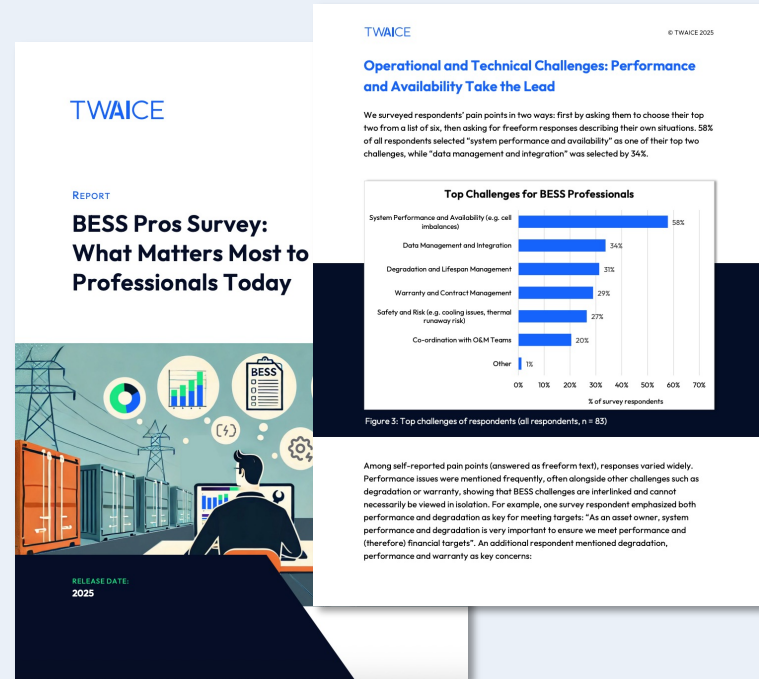 TWAICE
REPORT
BESS Pros Survey:
What Matters Most to
Professionals Today
BESS
RELEASE DATE:
2025
TWAICE
© TWAICE 2025
Operational and Technical Challenges: Performance
and Availability Take the Lead
We surveyed respondents’ pain points in two ways: first by asking them to choose their top
two from a list of six, then asking for freeform responses describing their own situations. 58%
of all respondents selected “system performance and availability” as one of their top two
challenges, while “data management and integration” was selected by 34%.
Top Challenges for BESS Professionals
System Performance and Availability (e.g. cell
imbalances)
58%
Data Management and Integration
34%
Degradation and Lifespan Management
31%
Warranty and Contract Management
29%
Safety and Risk (e.g. cooling issues, thermal
runaway risk)
27%
Co-ordination with O&M Teams
20%
Other
1%
0% 10% 20% 30% 40% 50% 60% 70%
% of survey respondents
Figure 3: Top challenges of respondents (all respondents, n = 83)
Among self-reported pain points (answered as freeform text), responses varied widely.
Performance issues were mentioned frequently, often alongside other challenges such as
degradation or warranty, showing that BESS challenges are interlinked and cannot
necessarily be viewed in isolation. For example, one survey respondent emphasized both
performance and degradation as key for meeting targets: “As an asset owner, system
performance and degradation is very important to ensure we meet performance and
(therefore) financial targets”. An additional respondent mentioned degradation,
performance and warranty as key concerns: